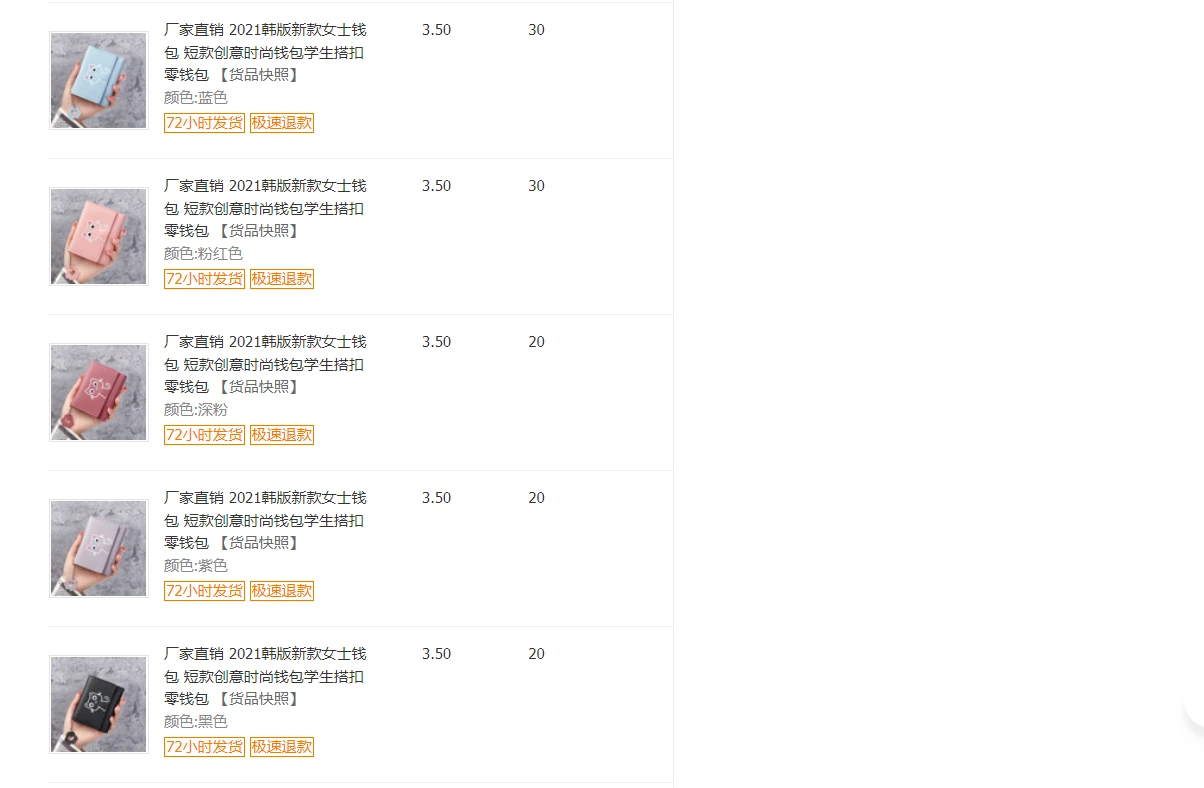 厂家直销 2021韩版新款女士钱 3.50 30
包 短款创意时尚钱包学生搭扣
零钱包 【货品快照】
颜色:蓝色
72小时发货 极速退款
厂家直销 2021韩版新款女士钱 3.50 30
包 短款创意时尚钱包学生搭扣
零钱包 【货品快照】
颜色:粉红色
72小时发货 极速退款
厂家直销 2021韩版新款女士钱 3.50 20
包 短款创意时尚钱包学生搭扣
零钱包 【货品快照】
颜色:深粉
72小时发货 极速退款
厂家直销 2021韩版新款女士钱 3.50 20
包 短款创意时尚钱包学生搭扣
零钱包 【货品快照】
颜色:紫色
72小时发货 极速退款
厂家直销 2021韩版新款女士钱 3.50 20
包 短款创意时尚钱包学生搭扣
零钱包 【货品快照】
颜色:黑色
72小时发货 极速退款